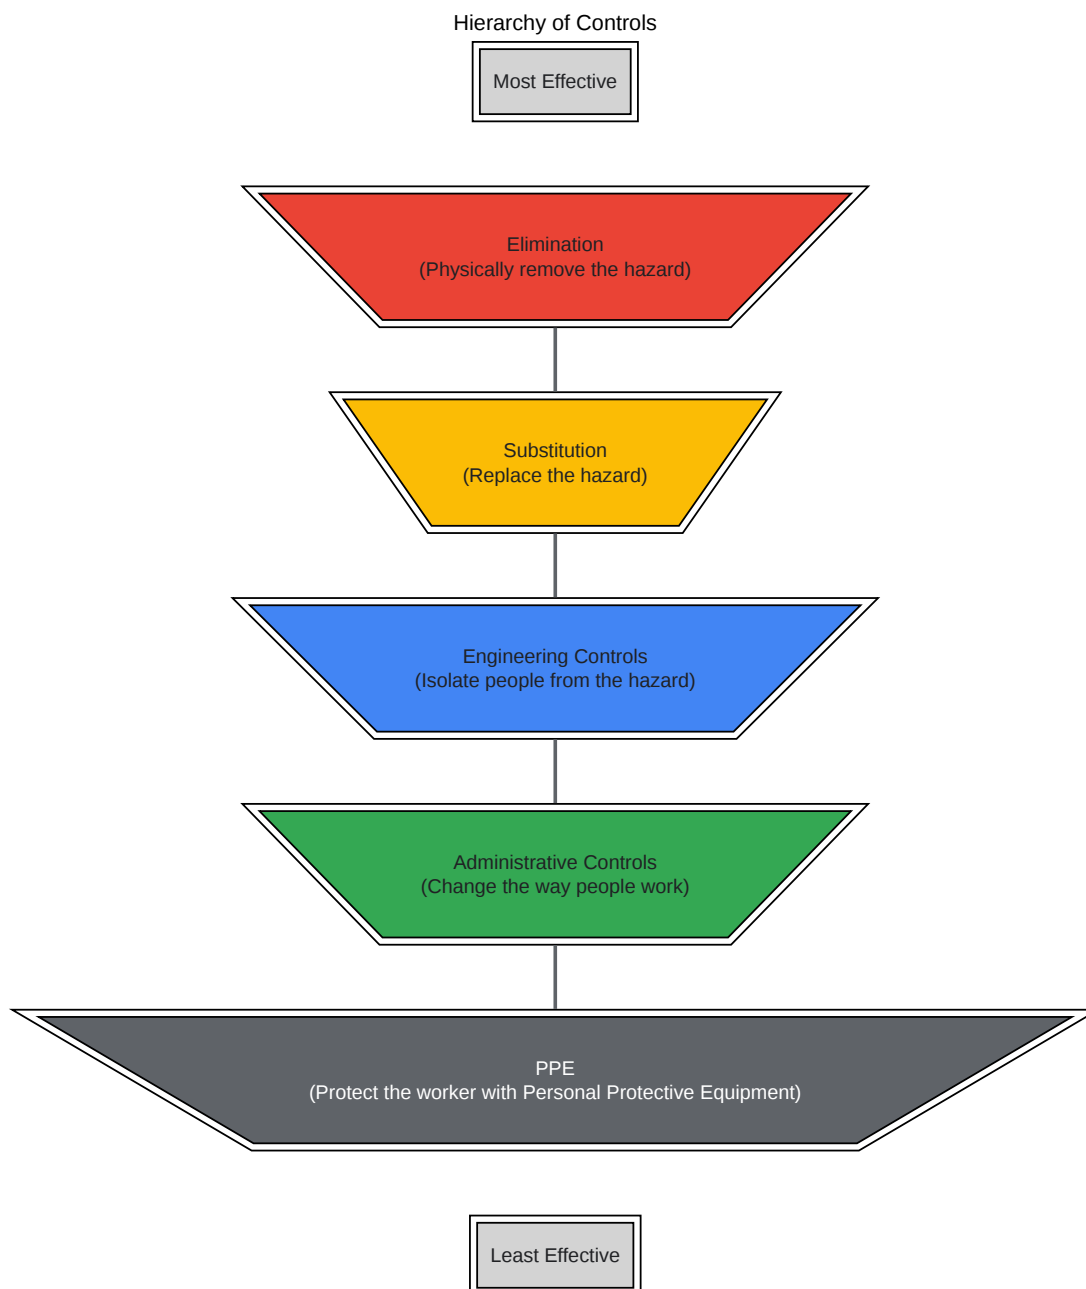 Hierarchy of Controls
Most Effective
Elimination
(Physically remove the hazard)
Substitution
(Replace the hazard)
Engineering Controls
(Isolate people from the hazard)
Administrative Controls
(Change the way people work)
PPE
(Protect the worker with Personal Protective Equipment)
Least Effective